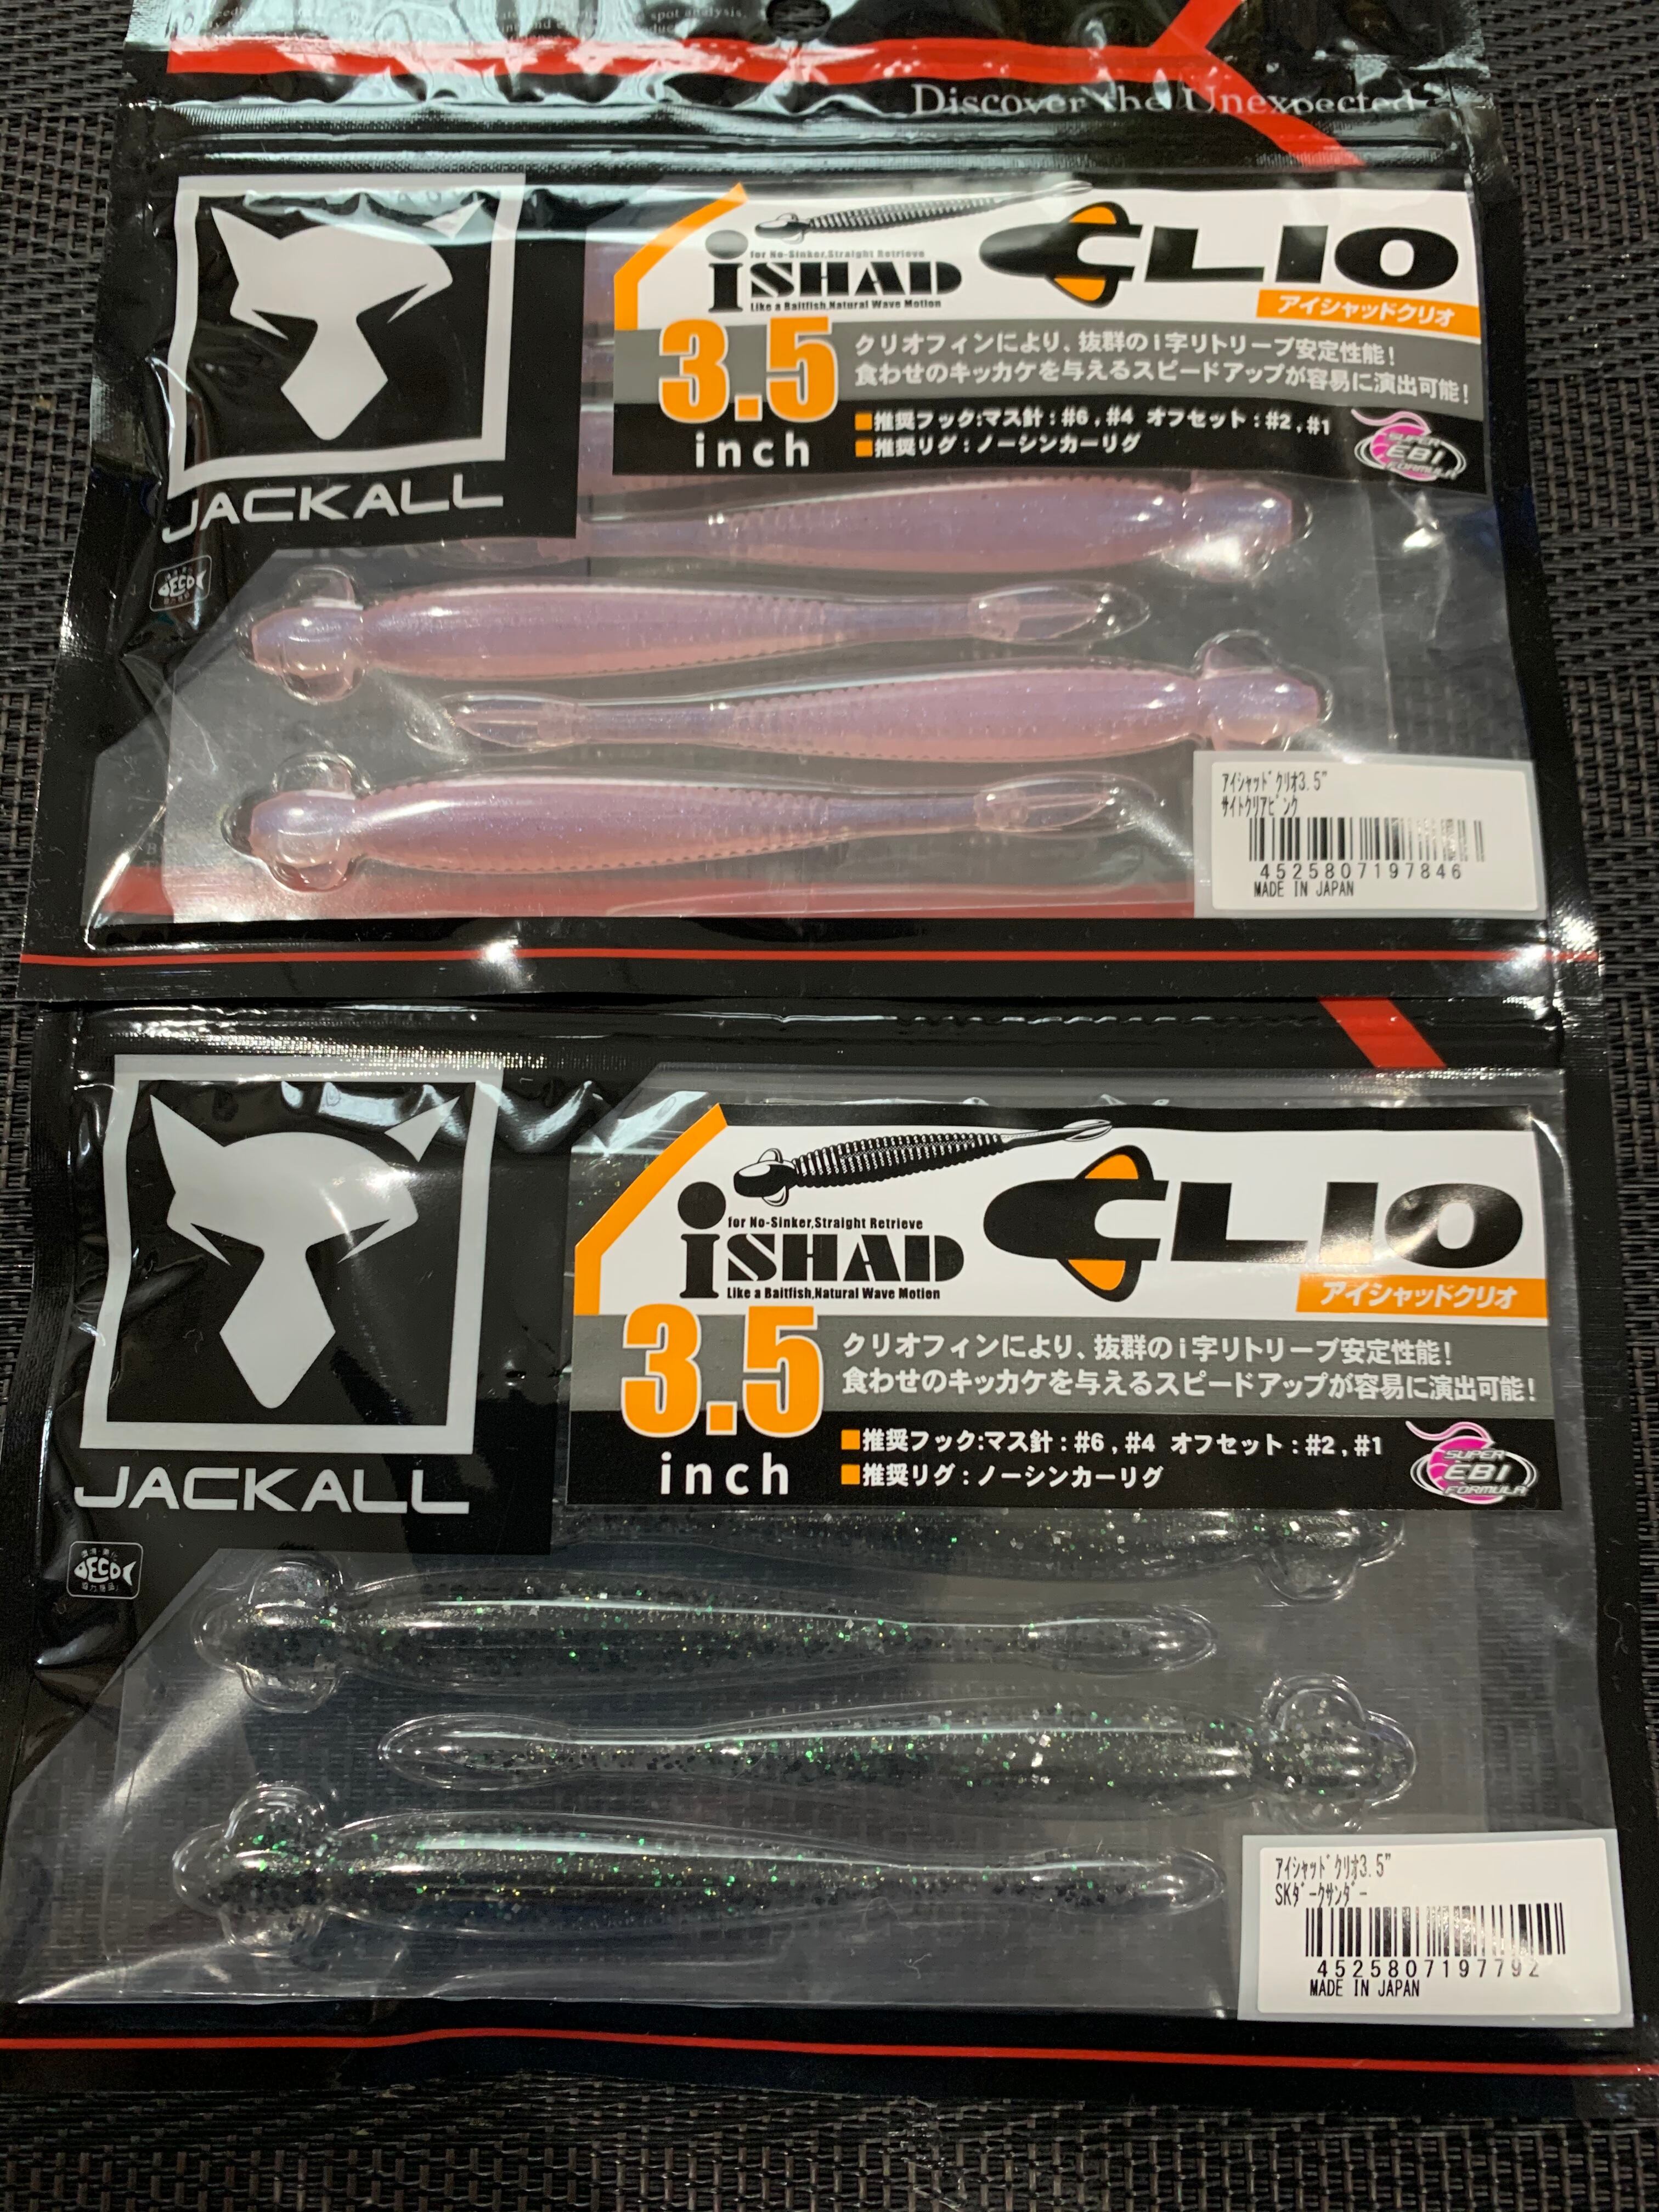 spot analysis,
Discover the Unexpected
JACKALL
for No-Sinker,Straight Retrieve
iSHAD
Like a Baitfish,Natural Wave Motion
CLIO
アイシャッドクリオ
3.5
inch
クリオフィンにより、抜群のi字リトリーブ安定性能!
食わせのキッカケを与えるスピードアップが容易に演出可能!
■推奨フック:マス針:#6,#4 オフセット:#2,#1
■推奨リグ:ノーシンカーリグ
SUPER
EBI
FORMULA
ECO
アイシャッドクリオ3.5"
サイトクリアピンク
4525807197846
MADE IN JAPAN
JACKALL
for No-Sinker,Straight Retrieve
iSHAD
Like a Baitfish,Natural Wave Motion
CLIO
アイシャッドクリオ
3.5
inch
クリオフィンにより、抜群のi字リトリーブ安定性能!
食わせのキッカケを与えるスピードアップが容易に演出可能!
■推奨フック:マス針:#6,#4 オフセット:#2,#1
■推奨リグ:ノーシンカーリグ
SUPER
EBI
FORMULA
ECO
アイシャッドクリオ3.5"
SKダークサンダー
4525807197792
MADE IN JAPAN